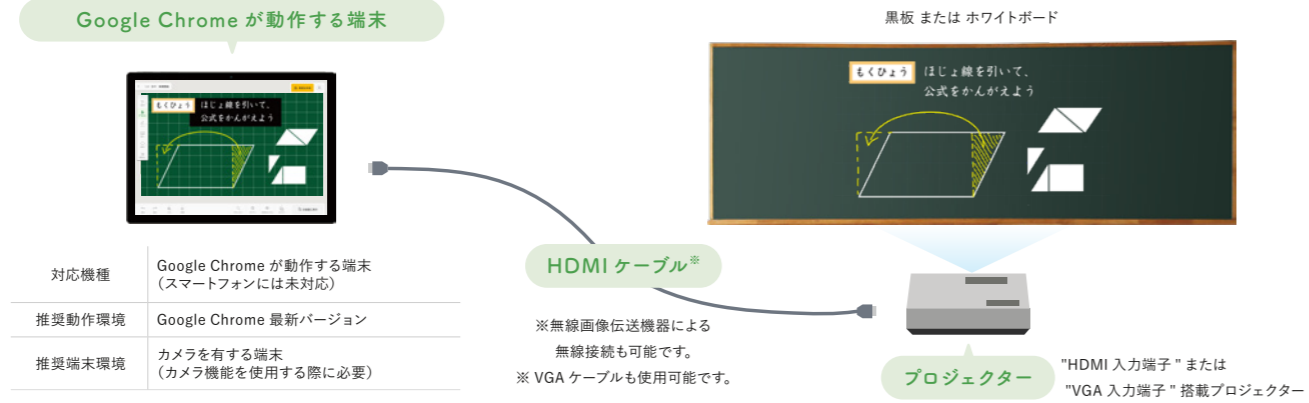 Google Chrome が動作する端末
もくひょう ほじょ線を引いて、
公式をかんがえよう
対応機種 Google Chrome が動作する端末
（スマートフォンには未対応）
推奨動作環境 Google Chrome 最新バージョン
推奨端末環境 カメラを有する端末
（カメラ機能を使用する際に必要）
HDMI ケーブル※
※無線画像伝送機器による
無線接続も可能です。
※ VGA ケーブルも使用可能です。
黒板 または ホワイトボード
もくひょう ほじょ線を引いて、
公式をかんがえよう
プロジェクター
"HDMI 入力端子 " または
"VGA 入力端子 " 搭載プロジェクター